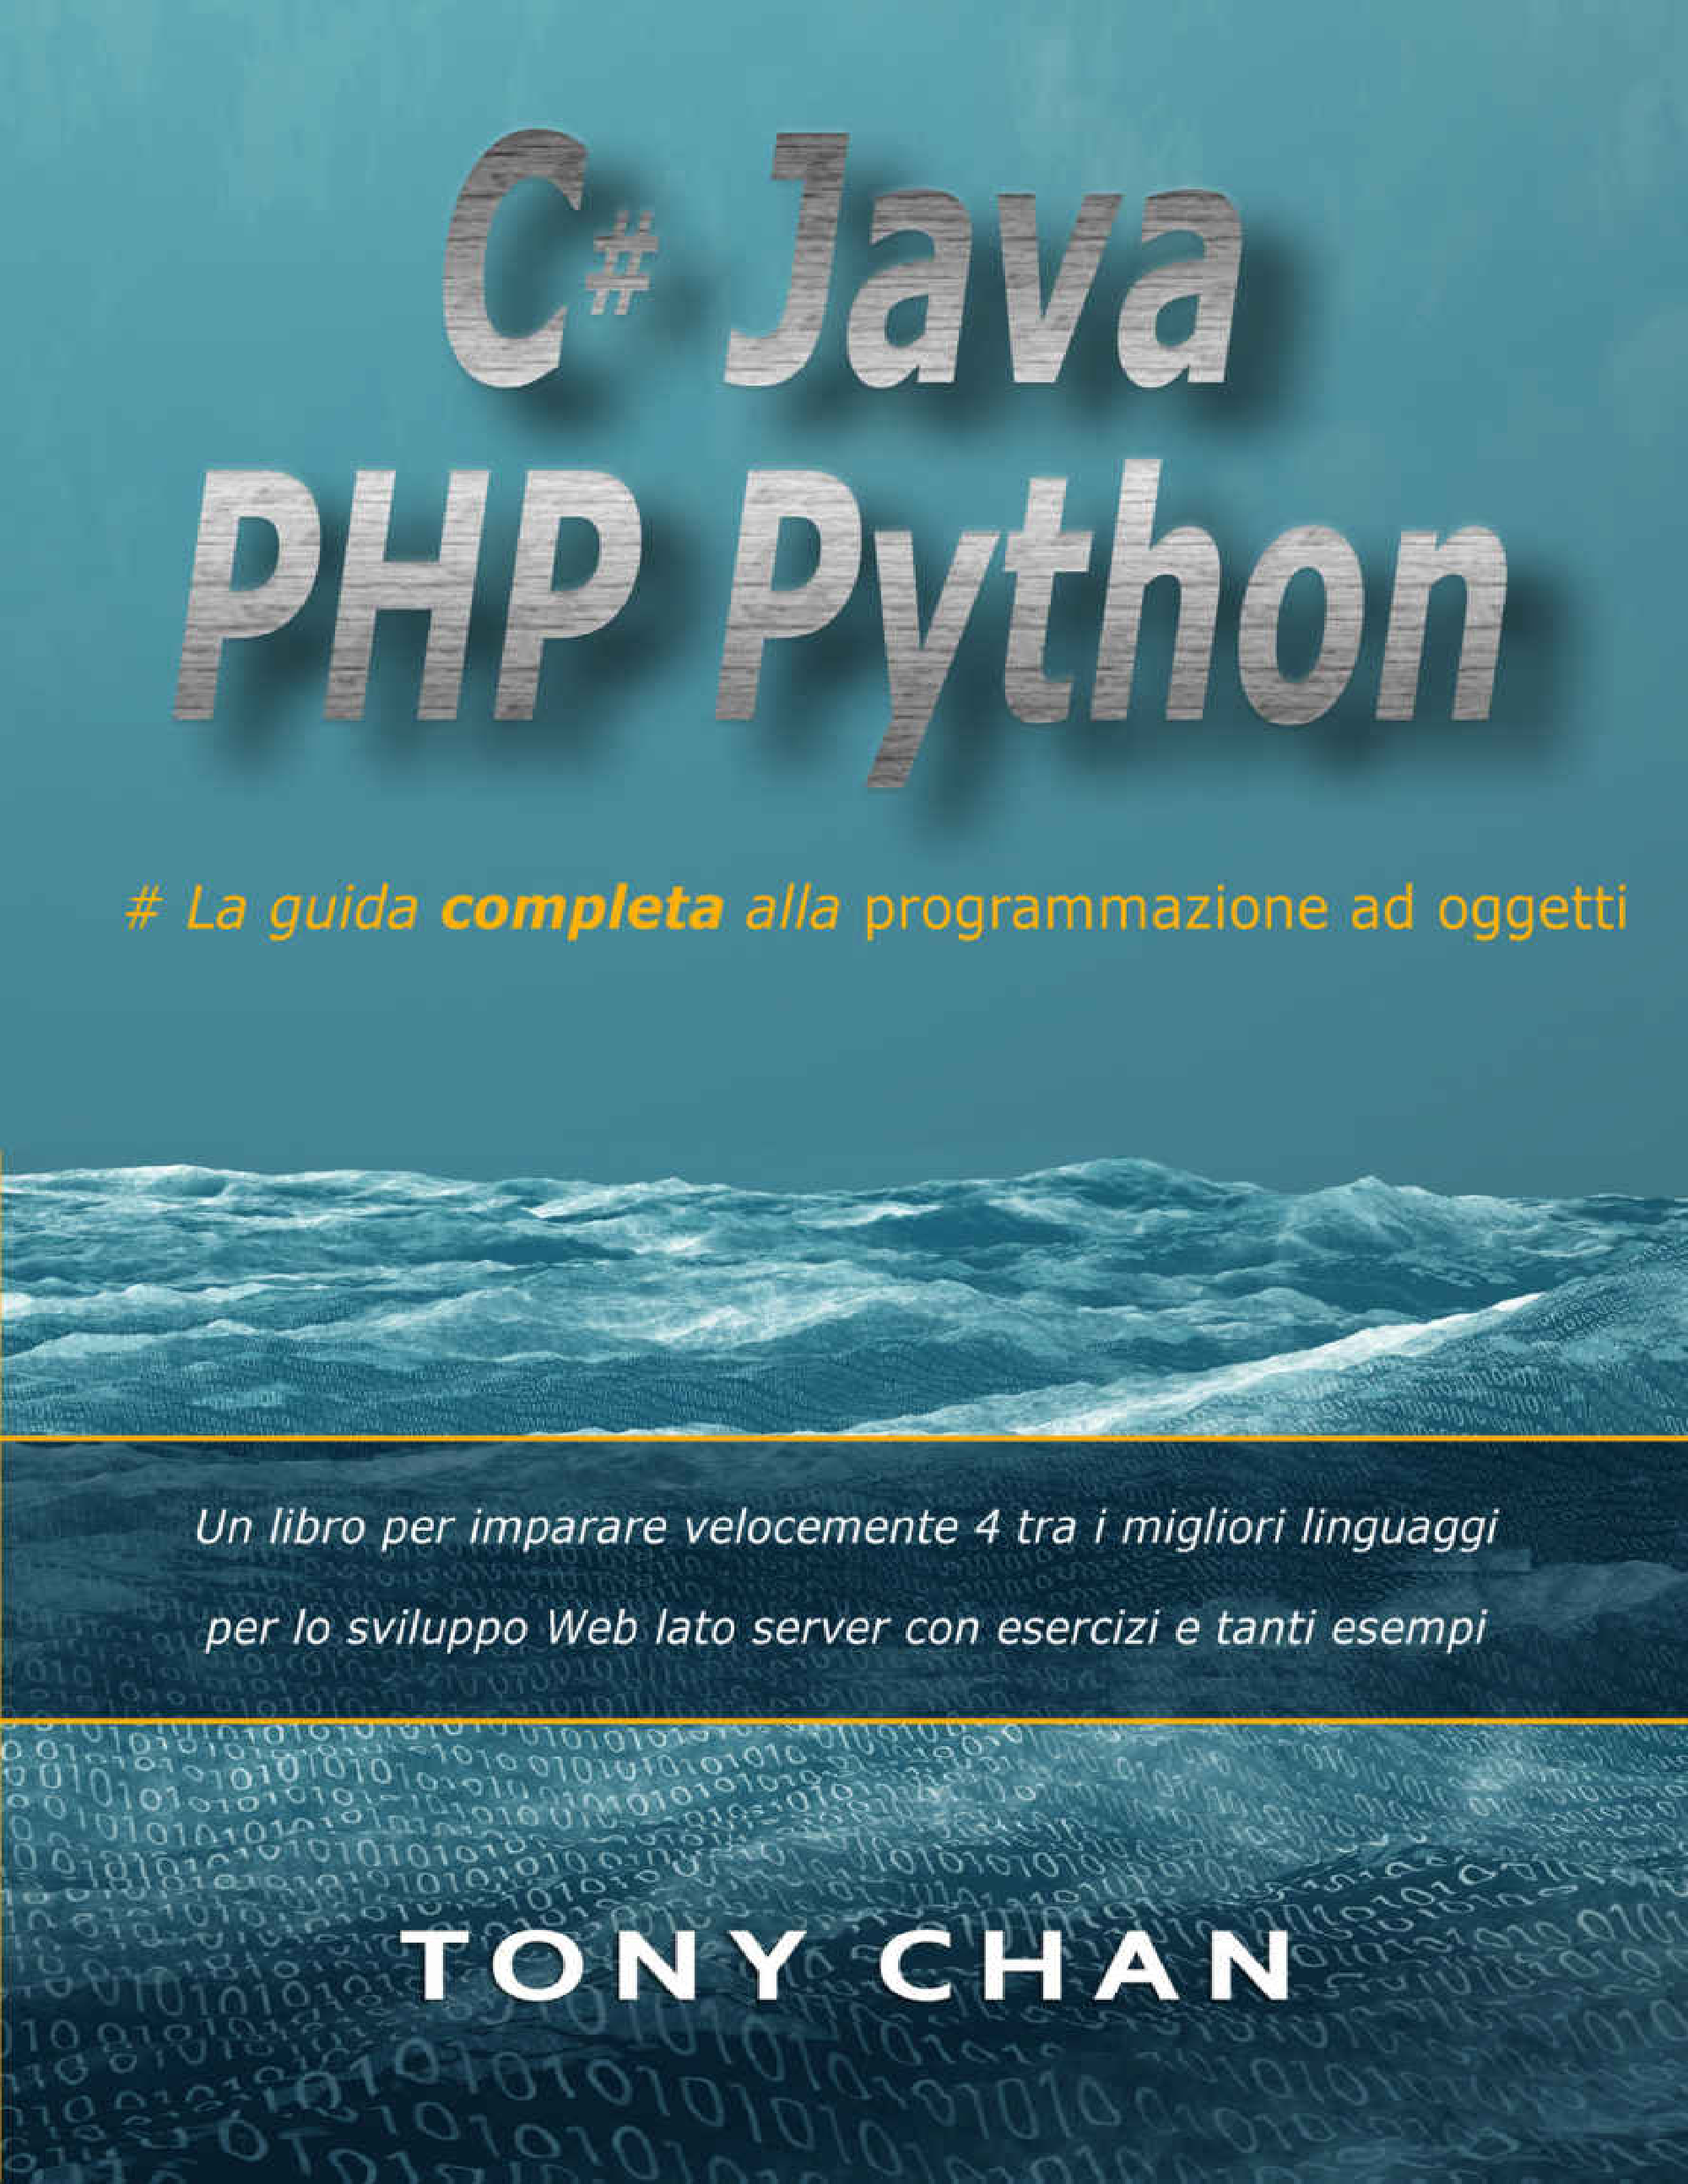 C# Java
PHP Python
# La guida completa alla programmazione ad oggetti
Un libro per imparare velocemente 4 tra i migliori linguaggi
per lo sviluppo Web lato server con esercizi e tanti esempi
TONY CHAN